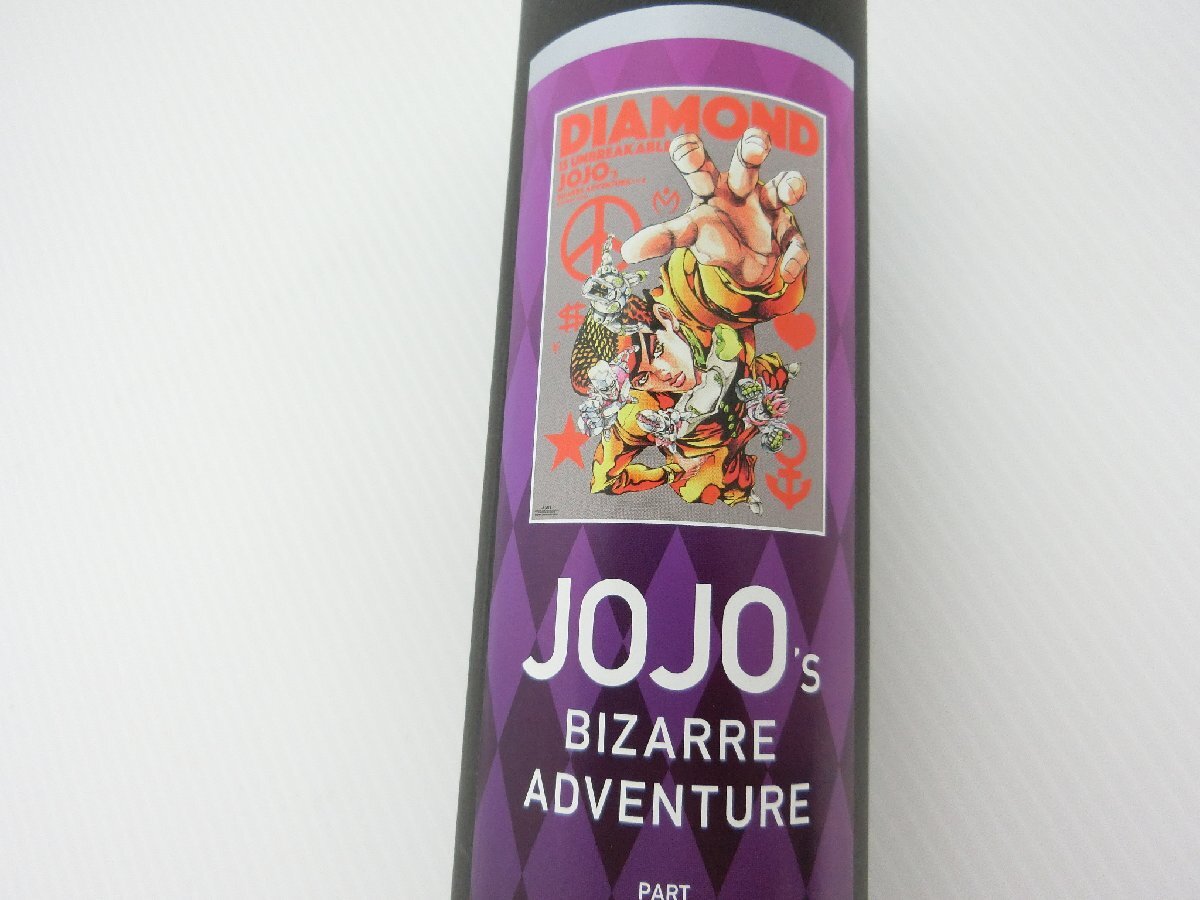 DIAMOND
IS UNBREAKABLE
JOJO's
$
JOJO's
BIZARRE
ADVENTURE
PART